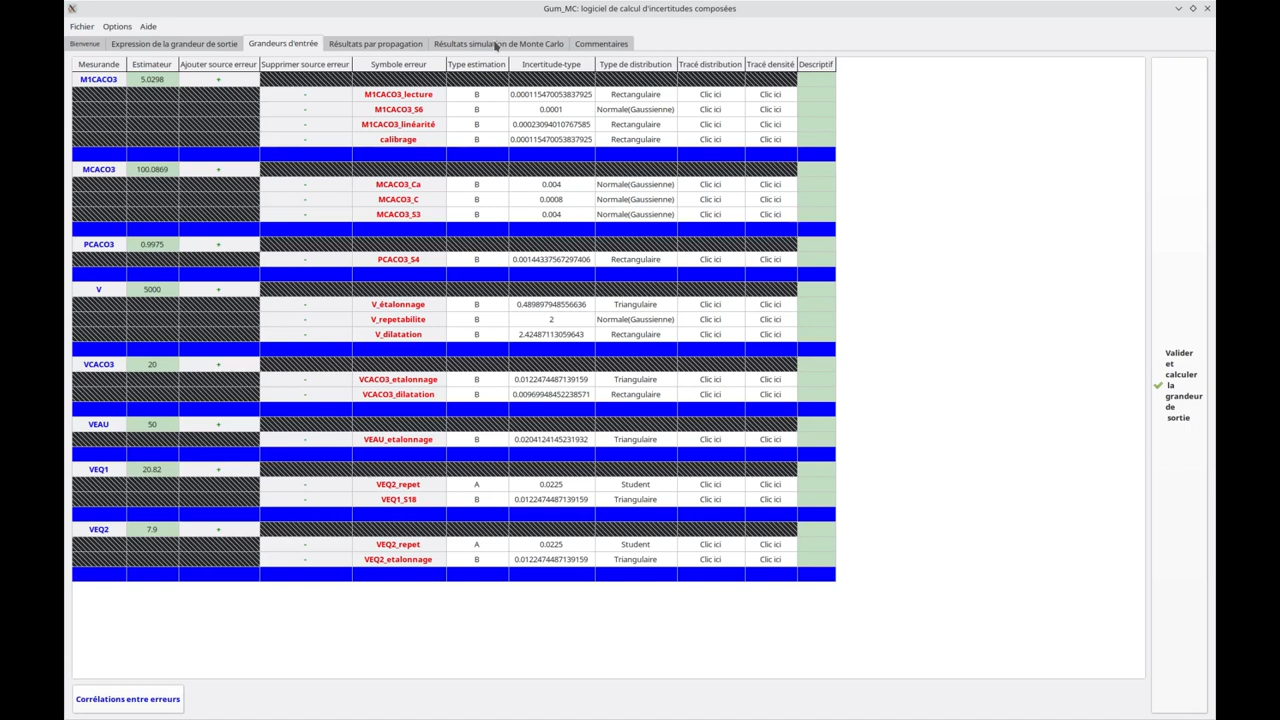 Gum_MC: logiciel de calcul d'incertitudes composées
Fichier Options Aide
Bienvenue Expression de la grandeur de sortie Grandeurs d'entrée Résultats par propagation Résultats simulation de Monte Carlo Commentaires
Mesurande Estimateur Ajouter source erreur Supprimer source erreur Symbole erreur Type estimation Incertitude-type Type de distribution Tracé distribution Tracé densité Descriptif
M1CACO3 5.0298 +
- M1CACO3_lecture B 0.000115470053837925 Rectangulaire Clic ici Clic ici
- M1CACO3_S6 B 0.0001 Normale(Gaussienne) Clic ici Clic ici
- M1CACO3_linéarité B 0.00023094010767585 Rectangulaire Clic ici Clic ici
- calibrage B 0.000115470053837925 Rectangulaire Clic ici Clic ici
MCACO3 100.0869 +
- MCACO3_Ca B 0.004 Normale(Gaussienne) Clic ici Clic ici
- MCACO3_C B 0.0008 Normale(Gaussienne) Clic ici Clic ici
- MCACO3_S3 B 0.004 Normale(Gaussienne) Clic ici Clic ici
PCACO3 0.9975 +
- PCACO3_S4 B 0.00144337567297406 Rectangulaire Clic ici Clic ici
V 5000 +
- V_étalonnage B 0.489897948556636 Triangulaire Clic ici Clic ici
- V_repetabilite B 2 Normale(Gaussienne) Clic ici Clic ici
- V_dilatation B 2.42487113059643 Rectangulaire Clic ici Clic ici
VCACO3 20 +
- VCACO3_etalonnage B 0.0122474487139159 Triangulaire Clic ici Clic ici
- VCACO3_dilatation B 0.00969948452238571 Rectangulaire Clic ici Clic ici
VEAU 50 +
- VEAU_etalonnage B 0.0204124145231932 Triangulaire Clic ici Clic ici
VEQ1 20.82 +
- VEQ2_repet A 0.0225 Student Clic ici Clic ici
- VEQ1_S18 B 0.0122474487139159 Triangulaire Clic ici Clic ici
VEQ2 7.9 +
- VEQ2_repet A 0.0225 Student Clic ici Clic ici
- VEQ2_etalonnage B 0.0122474487139159 Triangulaire Clic ici Clic ici
Valider
et
calculer
la
grandeur
de
sortie
Corrélations entre erreurs